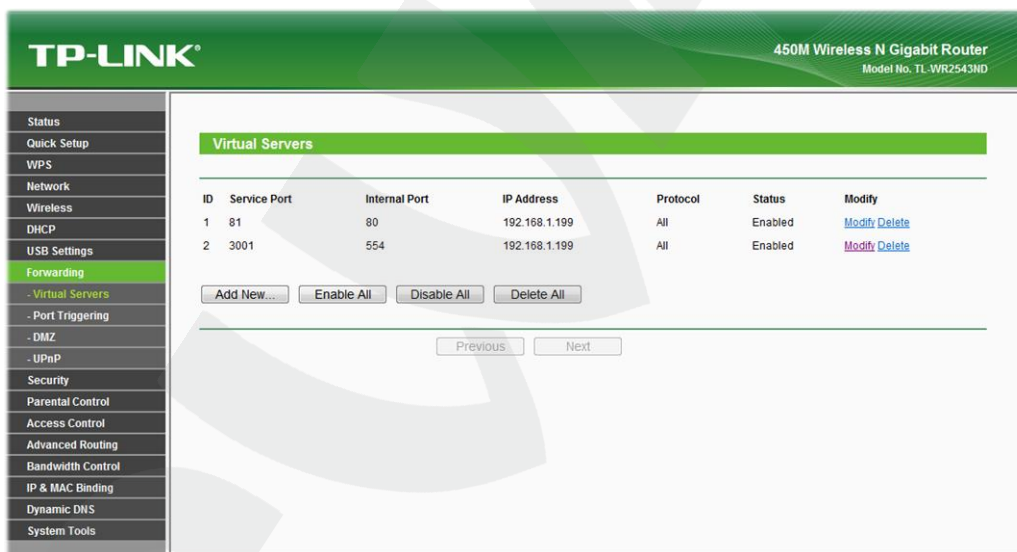 TP-LINK®
450M Wireless N Gigabit Router
Model No. TL-WR2543ND
Status
Quick Setup
WPS
Network
Wireless
DHCP
USB Settings
Forwarding
- Virtual Servers
- Port Triggering
- DMZ
- UPnP
Security
Parental Control
Access Control
Advanced Routing
Bandwidth Control
IP & MAC Binding
Dynamic DNS
System Tools
Virtual Servers
ID Service Port Internal Port IP Address Protocol Status Modify
1 81 80 192.168.1.199 All Enabled Modify Delete
2 3001 554 192.168.1.199 All Enabled Modify Delete
Add New... Enable All Disable All Delete All
Previous Next